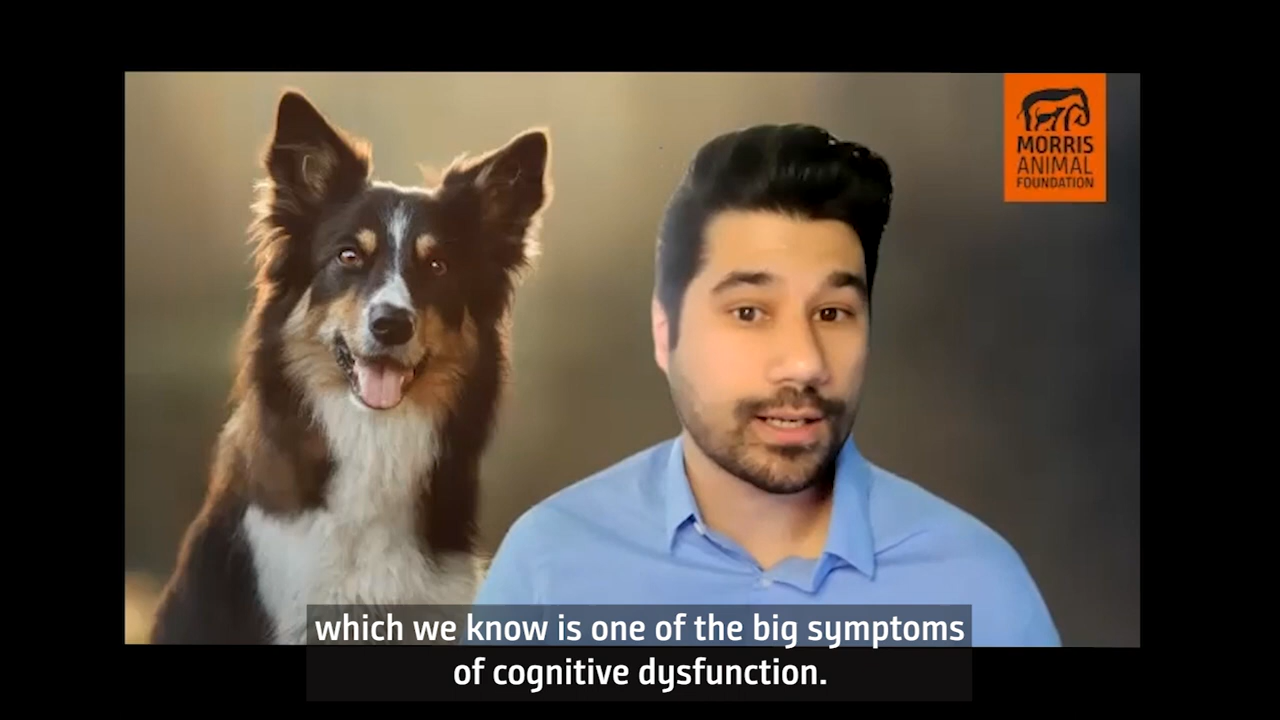 MORRIS
ANIMAL
FOUNDATION
which we know is one of the big symptoms
of cognitive dysfunction.